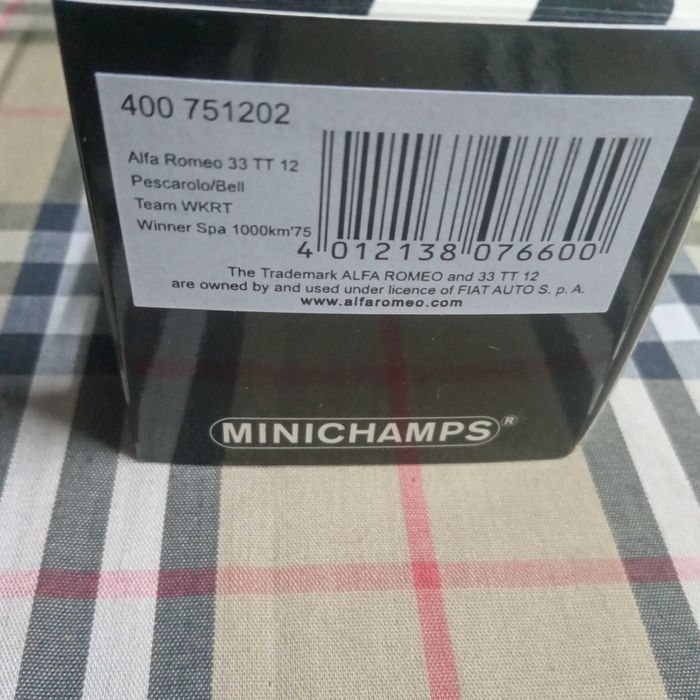 400 751202
Alfa Romeo 33 TT 12
Pescarolo/Bell
Team WKRT
Winner Spa 1000km'75
4 012138 076600
The Trademark ALFA ROMEO and 33 TT 12
are owned by and used under licence of FIAT AUTO S. p. A.
www.alfaromeo.com
MINICHAMPS®